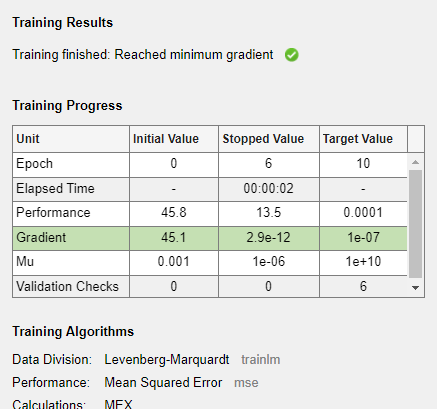 Training Results
Training finished: Reached minimum gradient
Training Progress
Unit Initial Value Stopped Value Target Value
Epoch 0 6 10
Elapsed Time - 00:00:02 -
Performance 45.8 13.5 0.0001
Gradient 45.1 2.9e-12 1e-07
Mu 0.001 1e-06 1e+10
Validation Checks 0 0 6
Training Algorithms
Data Division: Levenberg-Marquardt trainlm
Performance: Mean Squared Error mse
Calculations: MEX